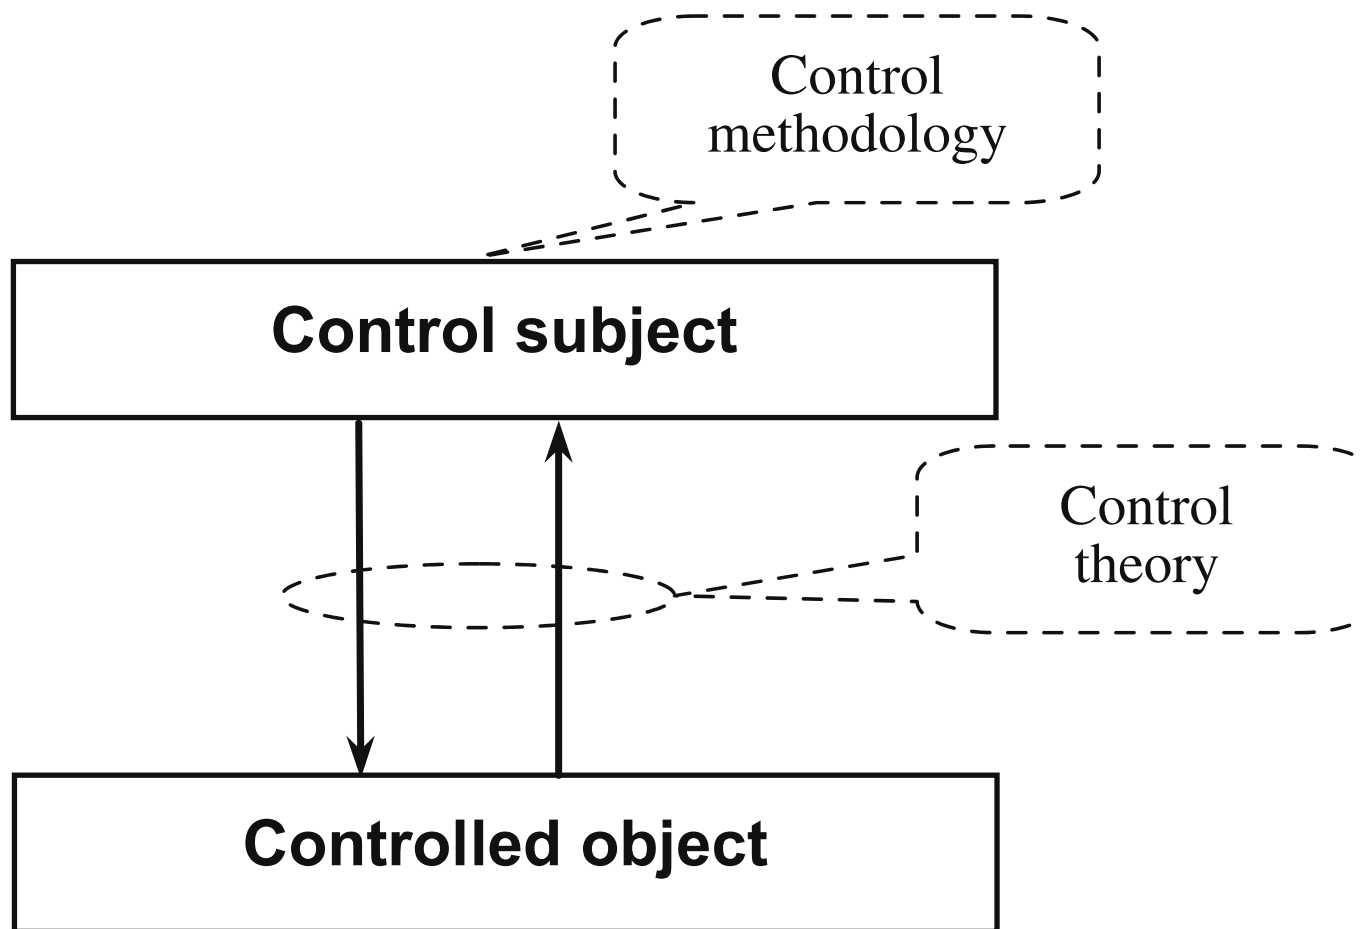 Control
methodology
Control subject
Control
theory
Controlled object